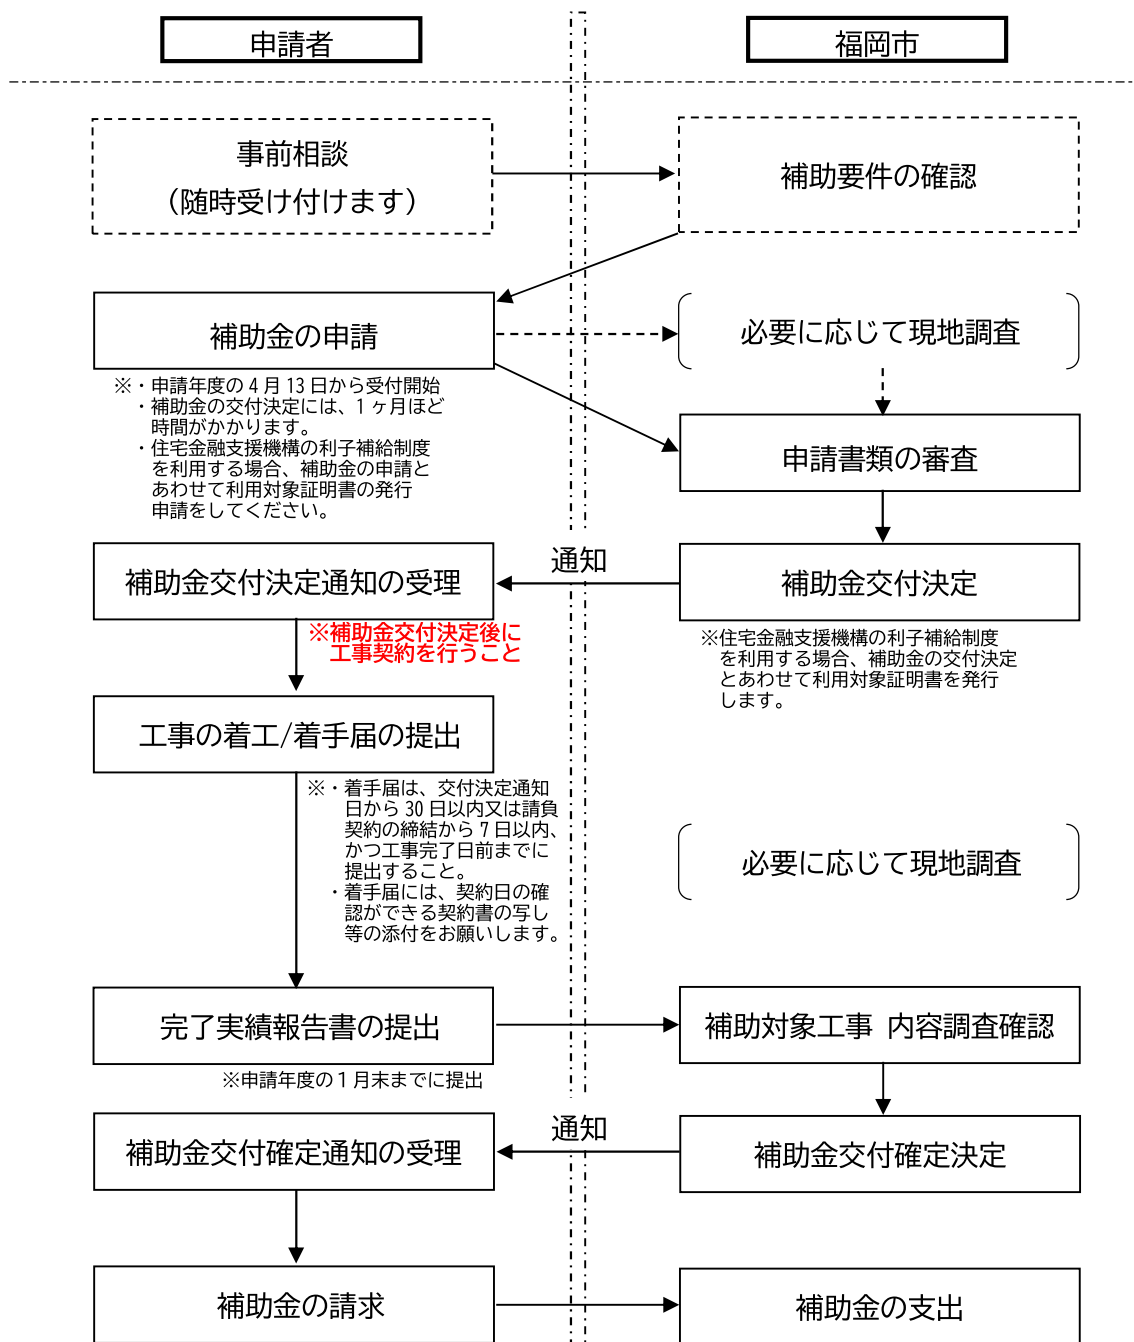 申請者
福岡市
事前相談
（随時受け付けます）
補助要件の確認
補助金の申請
必要に応じて現地調査
※・申請年度の４月13日から受付開始
・補助金の交付決定には、1ヶ月ほど
時間がかかります。
・住宅金融支援機構の利子補給制度
を利用する場合、補助金の申請と
あわせて利用対象証明書の発行
申請をしてください。
申請書類の審査
補助金交付決定通知の受理
通知
補助金交付決定
※補助金交付決定後に
工事契約を行うこと
※住宅金融支援機構の利子補給制度
を利用する場合、補助金の交付決定
とあわせて利用対象証明書を発行
します。
工事の着工/着手届の提出
※・着手届は、交付決定通知
日から30日以内又は請負
契約の締結から7日以内、
かつ工事完了日前までに
提出すること。
・着手届には、契約日の確
認ができる契約書の写し
等の添付をお願いします。
必要に応じて現地調査
完了実績報告書の提出
補助対象工事 内容調査確認
※申請年度の１月末までに提出
補助金交付確定通知の受理
通知
補助金交付確定決定
補助金の請求
補助金の支出